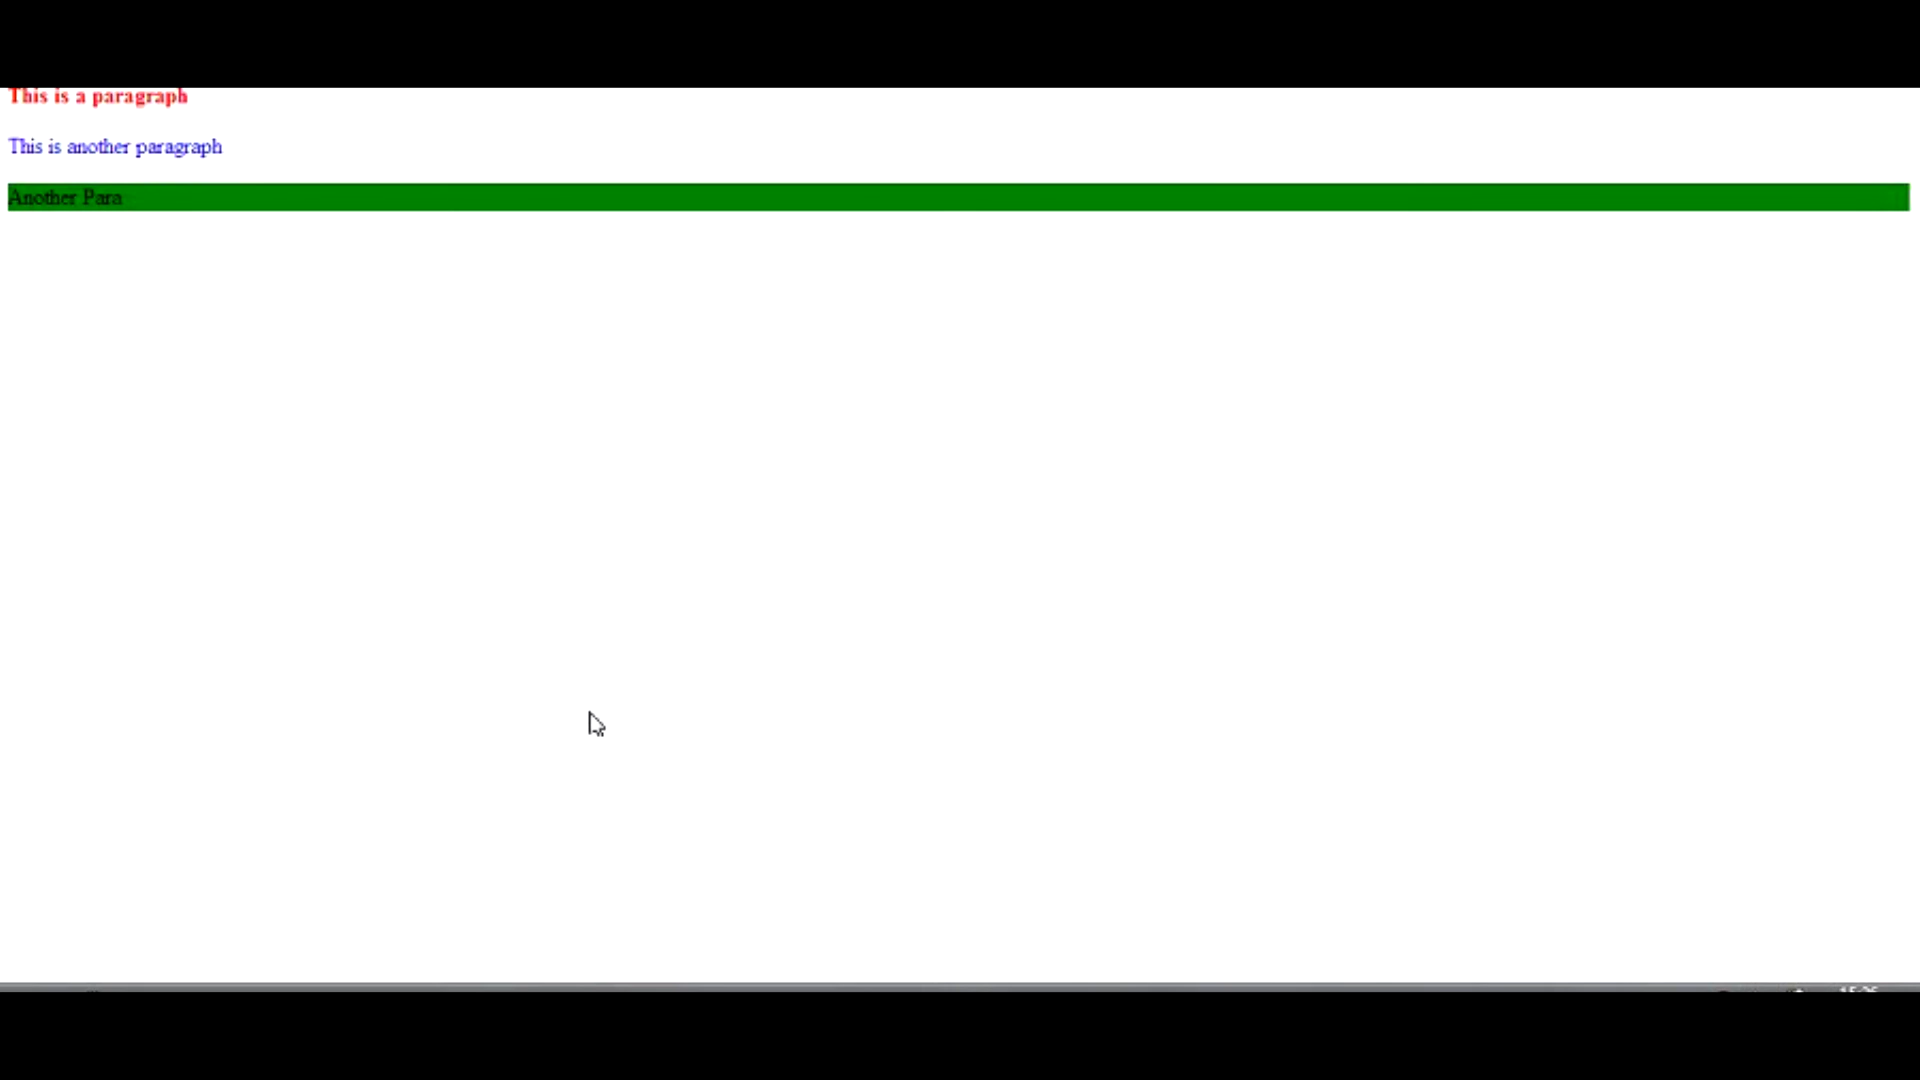 This is a paragraph
This is another paragraph
Another Para